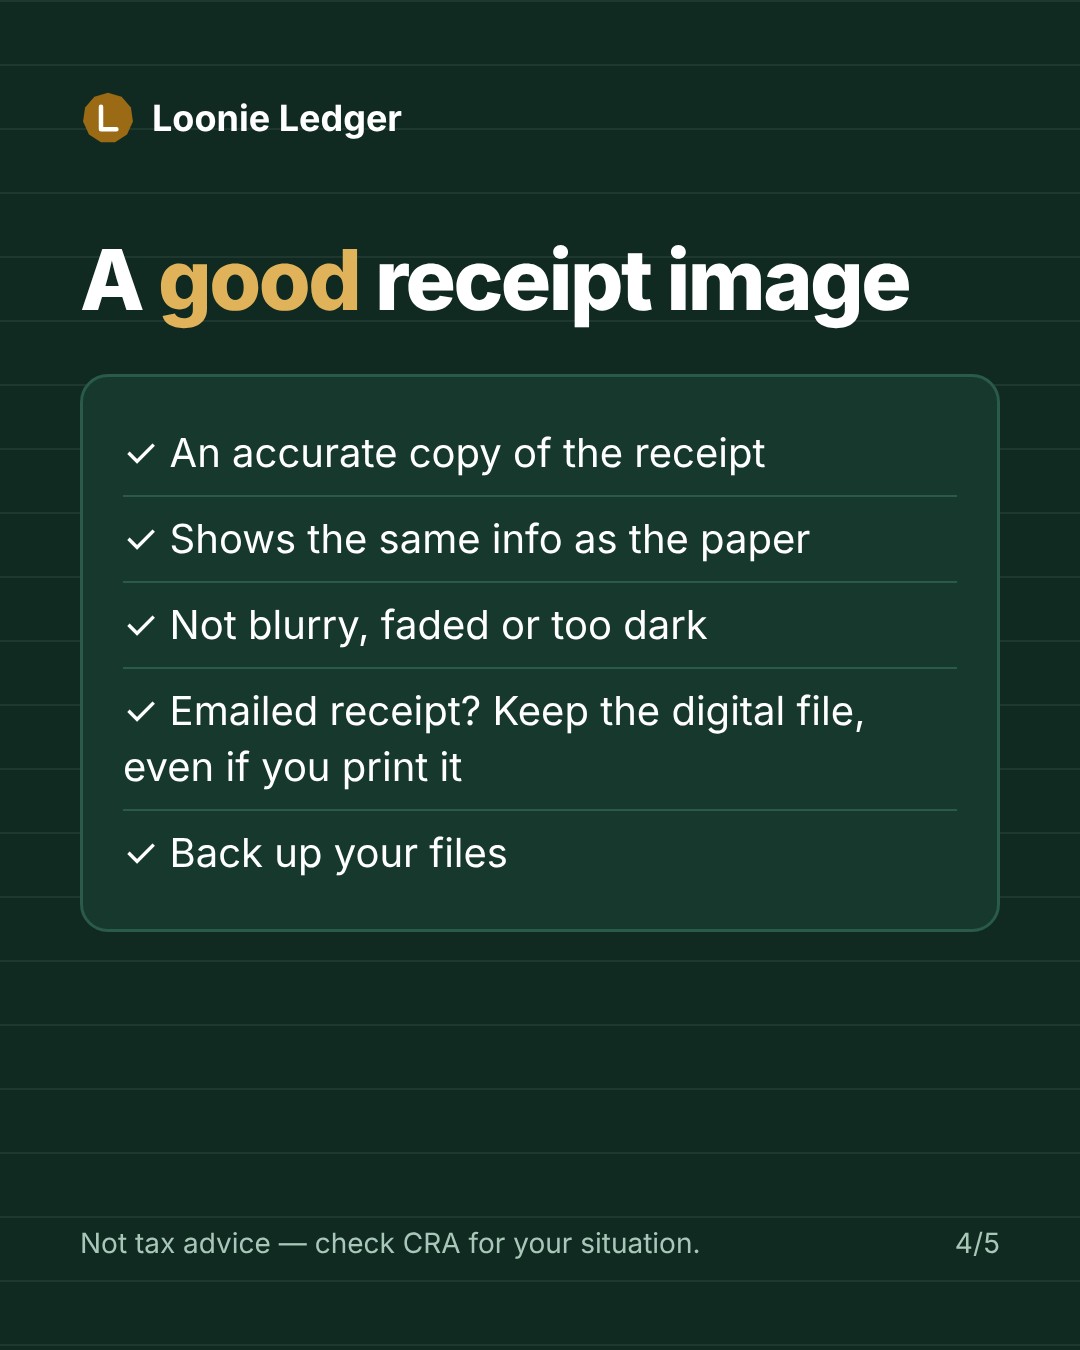 L Loonie Ledger
A good receipt image
✓ An accurate copy of the receipt
✓ Shows the same info as the paper
✓ Not blurry, faded or too dark
✓ Emailed receipt? Keep the digital file,
even if you print it
✓ Back up your files
Not tax advice — check CRA for your situation. 4/5